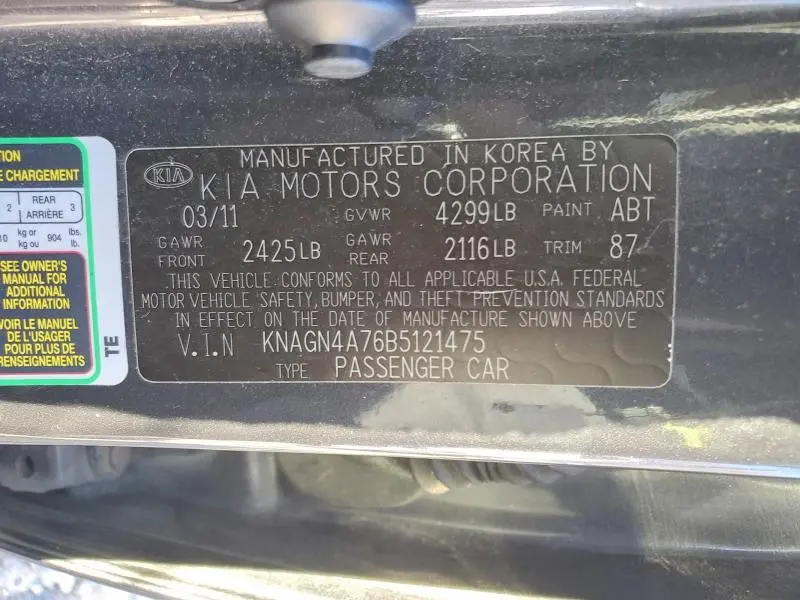 TION
E CHARGEMENT
2 REAR ARRIÈRE 3
kg or kg ou 904 lbs. lb.
SEE OWNER'S
MANUAL FOR
ADDITIONAL
INFORMATION
VOIR LE MANUEL
DE L'USAGER
POUR PLUS DE
RENSEIGNEMENTS
TE
MANUFACTURED IN KOREA BY
KIA KIA MOTORS CORPORATION
03/11 GVWR 4299LB PAINT ABT
GAWR FRONT 2425LB GAWR REAR 2116LB TRIM 87
THIS VEHICLE CONFORMS TO ALL APPLICABLE U.S.A. FEDERAL
MOTOR VEHICLE SAFETY, BUMPER, AND THEFT PREVENTION STANDARDS
IN EFFECT ON THE DATE OF MANUFACTURE SHOWN ABOVE
V.I.N KNAGN4A76B5121475
TYPE PASSENGER CAR